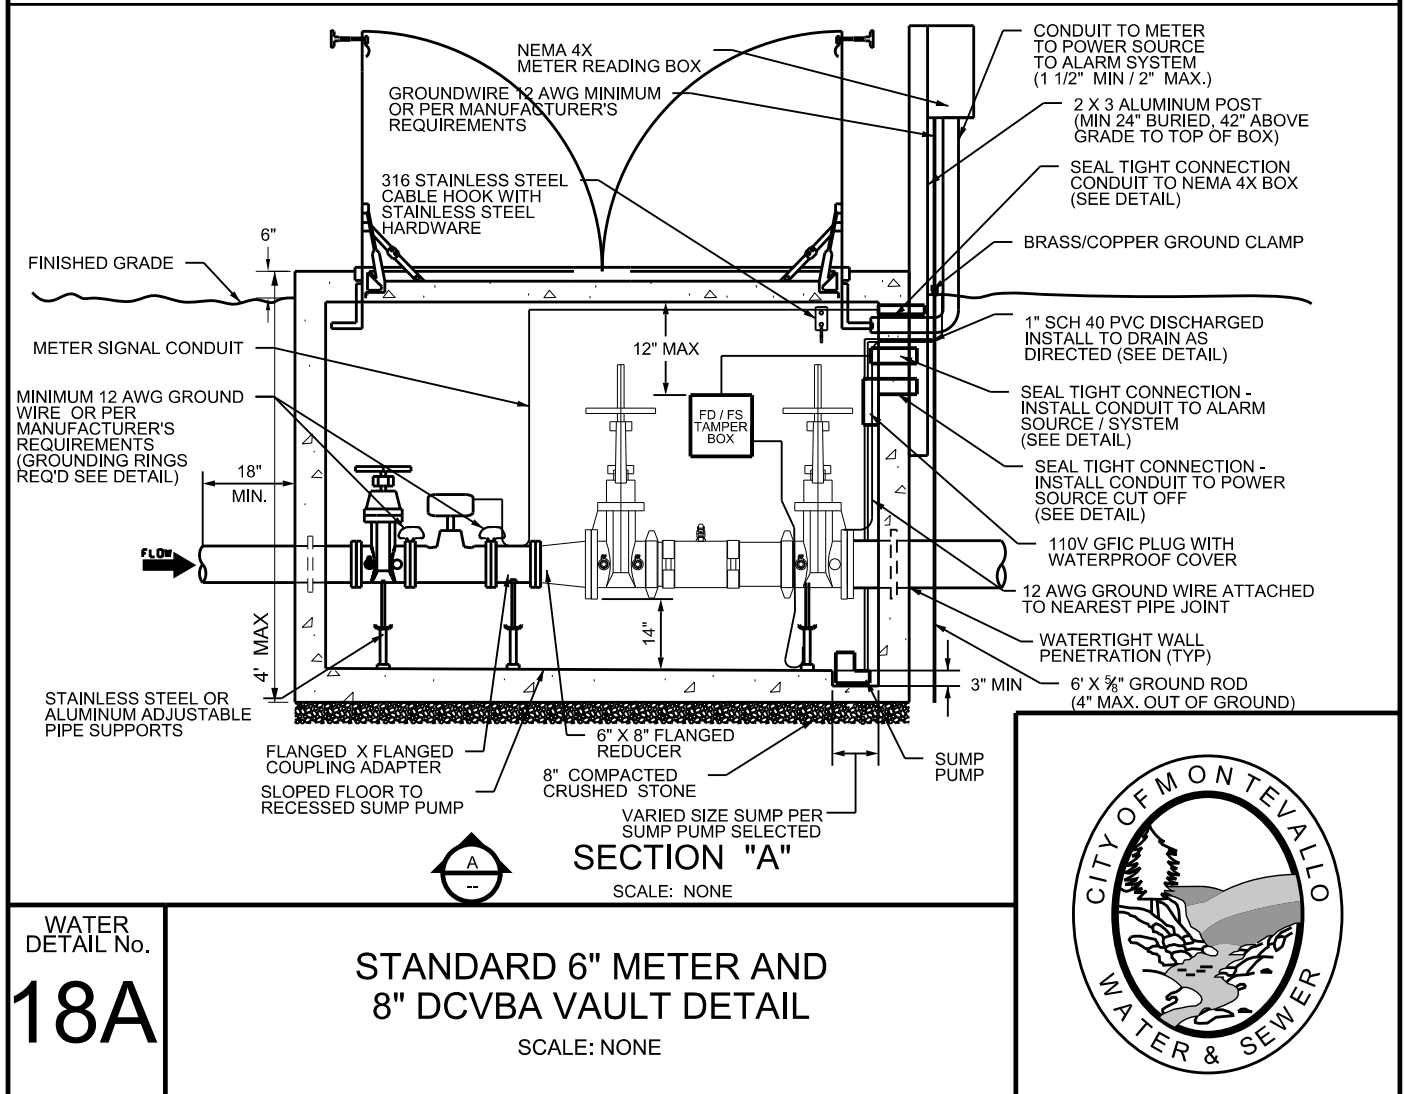 NEMA 4X
METER READING BOX
GROUNDWIRE 12 AWG MINIMUM
OR PER MANUFACTURER'S
REQUIREMENTS
316 STAINLESS STEEL
CABLE HOOK WITH
STAINLESS STEEL
HARDWARE
6"
FINISHED GRADE
METER SIGNAL CONDUIT
MINIMUM 12 AWG GROUND
WIRE OR PER
MANUFACTURER'S
REQUIREMENTS
(GROUNDING RINGS
REQ'D SEE DETAIL)
18"
MIN.
FLOW
4' MAX
12" MAX
FD / FS
TAMPER
BOX
14"
STAINLESS STEEL OR
ALUMINUM ADJUSTABLE
PIPE SUPPORTS
FLANGED X FLANGED
COUPLING ADAPTER
SLOPED FLOOR TO
RECESSED SUMP PUMP
6" X 8" FLANGED
REDUCER
8" COMPACTED
CRUSHED STONE
VARIED SIZE SUMP PER
SUMP PUMP SELECTED
CONDUIT TO METER
TO POWER SOURCE
TO ALARM SYSTEM
(1 1/2" MIN / 2" MAX.)
2 X 3 ALUMINUM POST
(MIN 24" BURIED, 42" ABOVE
GRADE TO TOP OF BOX)
SEAL TIGHT CONNECTION
CONDUIT TO NEMA 4X BOX
(SEE DETAIL)
BRASS/COPPER GROUND CLAMP
1" SCH 40 PVC DISCHARGED
INSTALL TO DRAIN AS
DIRECTED (SEE DETAIL)
SEAL TIGHT CONNECTION -
INSTALL CONDUIT TO ALARM
SOURCE / SYSTEM
(SEE DETAIL)
SEAL TIGHT CONNECTION -
INSTALL CONDUIT TO POWER
SOURCE CUT OFF
(SEE DETAIL)
110V GFIC PLUG WITH
WATERPROOF COVER
12 AWG GROUND WIRE ATTACHED
TO NEAREST PIPE JOINT
WATERTIGHT WALL
PENETRATION (TYP)
3" MIN
6' X ⅝" GROUND ROD
(4" MAX. OUT OF GROUND)
SUMP
PUMP
A
--
SECTION "A"
SCALE: NONE
WATER
DETAIL No.
18A
STANDARD 6" METER AND
8" DCVBA VAULT DETAIL
SCALE: NONE
CITY OF MONTEVALLO
WATER & SEWER